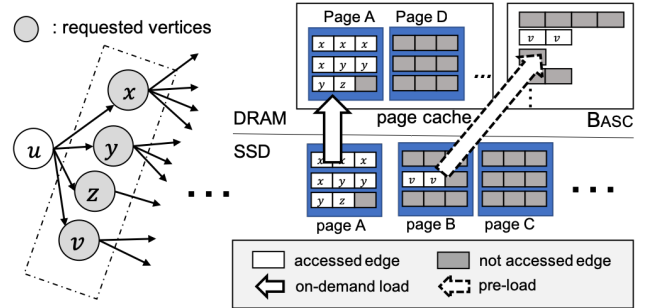 : requested vertices
u
x
y
z
v
...
Page A
Page D
x x x
x y y
y z
...
v v
DRAM
page cache
BASC
SSD
x x x
x y y
y z
v v
...
page A
page B
page C
accessed edge
not accessed edge
on-demand load
pre-load